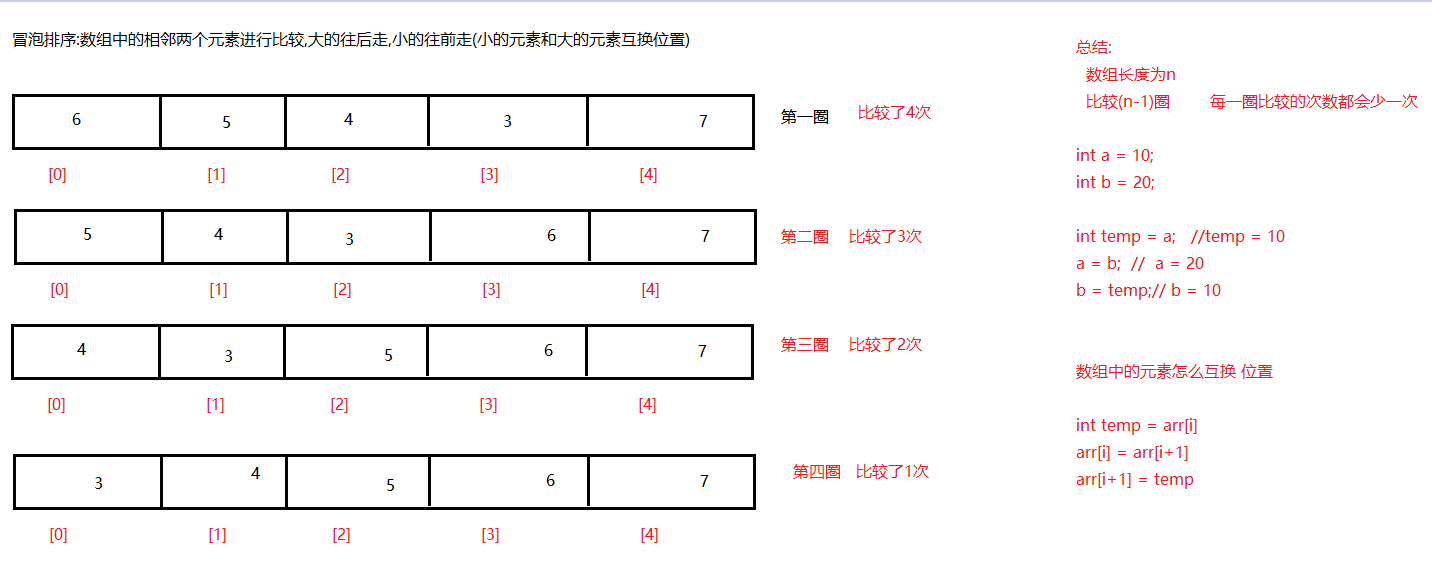 冒泡排序:数组中的相邻两个元素进行比较,大的往后走,小的往前走(小的元素和大的元素互换位置)
6 5 4 3 7
第一圈 比较了4次
[0] [1] [2] [3] [4]
5 4 3 6 7
第二圈 比较了3次
[0] [1] [2] [3] [4]
4 3 5 6 7
第三圈 比较了2次
[0] [1] [2] [3] [4]
3 4 5 6 7
第四圈 比较了1次
[0] [1] [2] [3] [4]
总结:
数组长度为n
比较(n-1)圈 每一圈比较的次数都会少一次
int a = 10;
int b = 20;
int temp = a; //temp = 10
a = b; // a = 20
b = temp;// b = 10
数组中的元素怎么互换 位置
int temp = arr[i]
arr[i] = arr[i+1]
arr[i+1] = temp